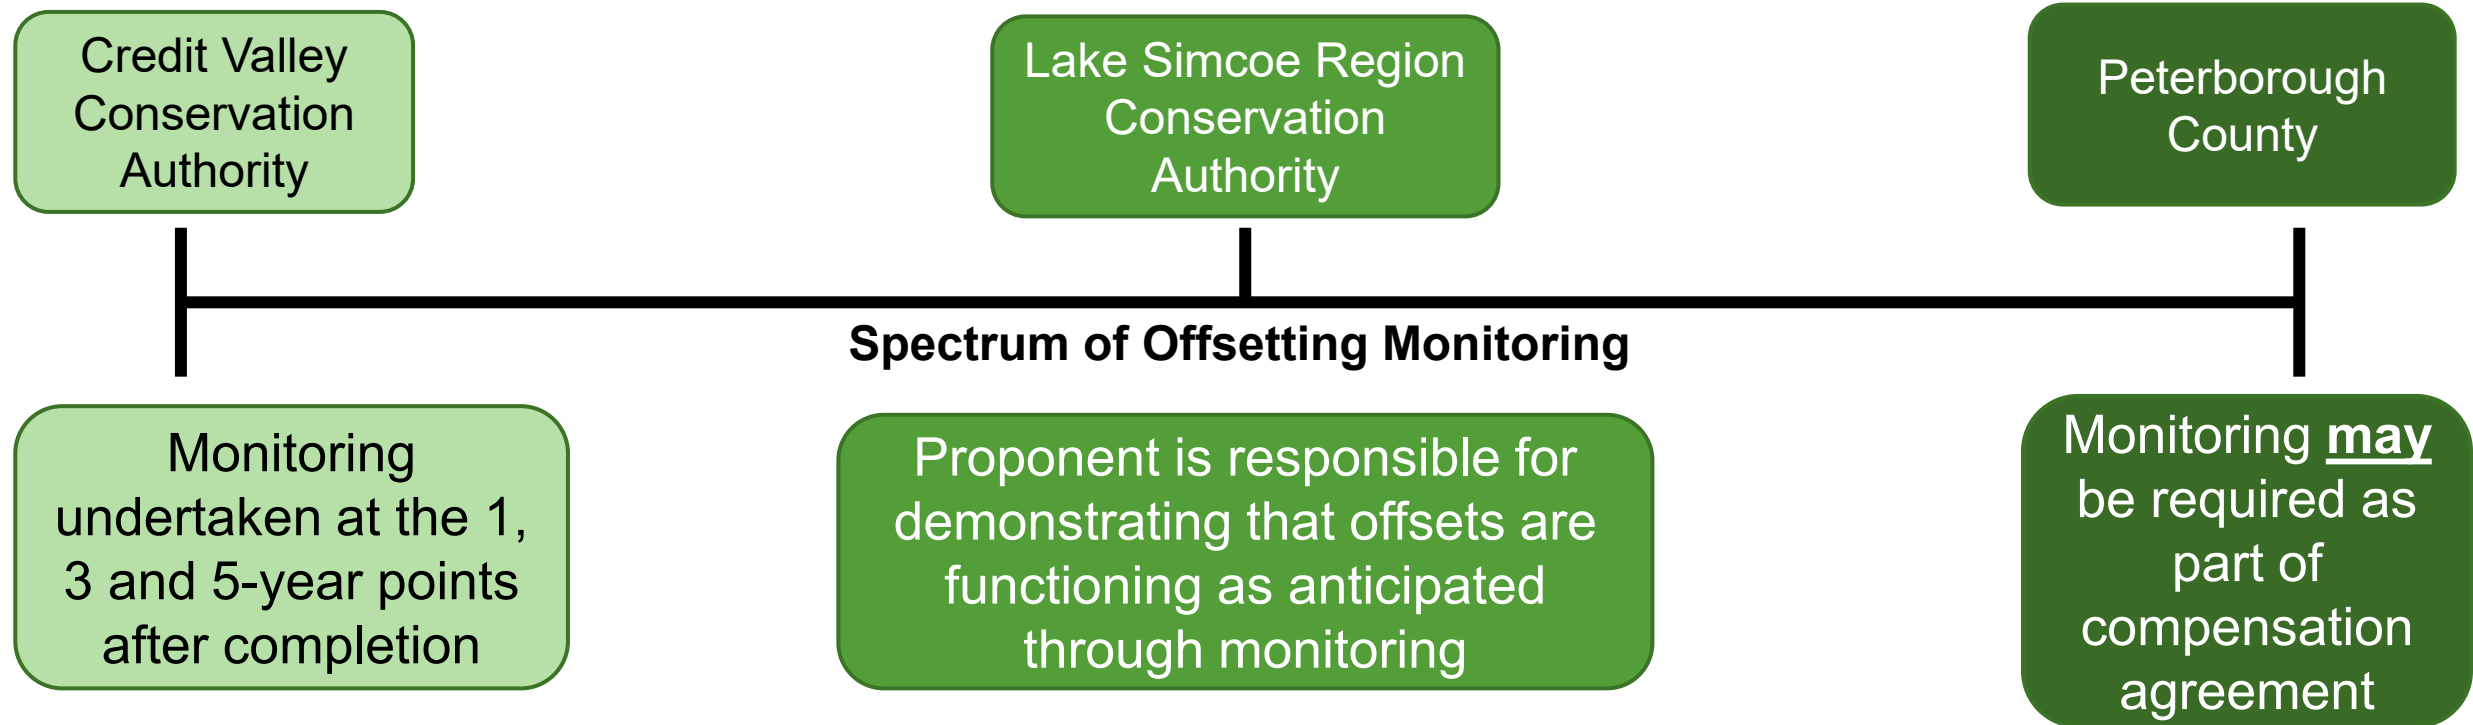 Credit Valley
Conservation
Authority
Lake Simcoe Region
Conservation
Authority
Peterborough
County
Spectrum of Offsetting Monitoring
Monitoring
undertaken at the 1,
3 and 5-year points
after completion
Proponent is responsible for
demonstrating that offsets are
functioning as anticipated
through monitoring
Monitoring may
be required as
part of
compensation
agreement